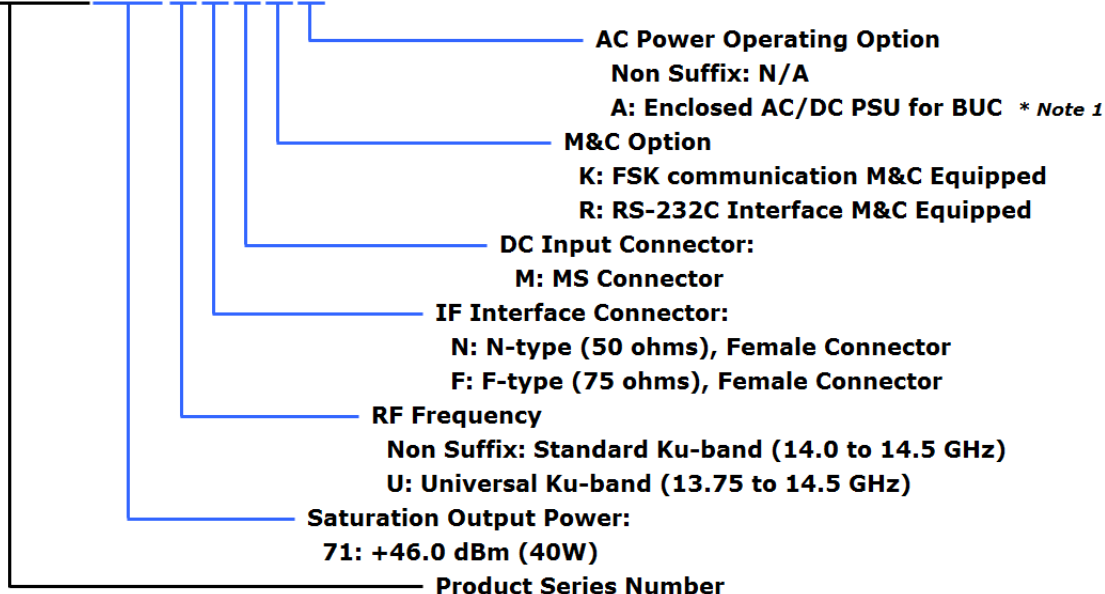 AC Power Operating Option
Non Suffix: N/A
A: Enclosed AC/DC PSU for BUC * Note 1
M&C Option
K: FSK communication M&C Equipped
R: RS-232C Interface M&C Equipped
DC Input Connector:
M: MS Connector
IF Interface Connector:
N: N-type (50 ohms), Female Connector
F: F-type (75 ohms), Female Connector
RF Frequency
Non Suffix: Standard Ku-band (14.0 to 14.5 GHz)
U: Universal Ku-band (13.75 to 14.5 GHz)
Saturation Output Power:
71: +46.0 dBm (40W)
Product Series Number